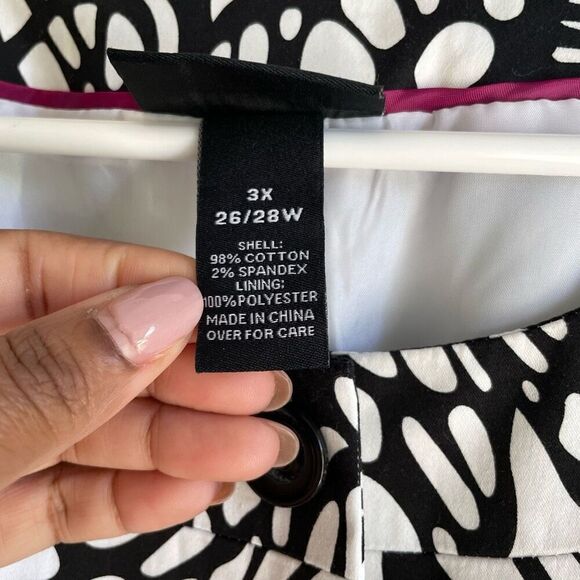 3X
26/28W
SHELL:
98% COTTON
2% SPANDEX
LINING:
100%POLYESTER
MADE IN CHINA
OVER FOR CARE